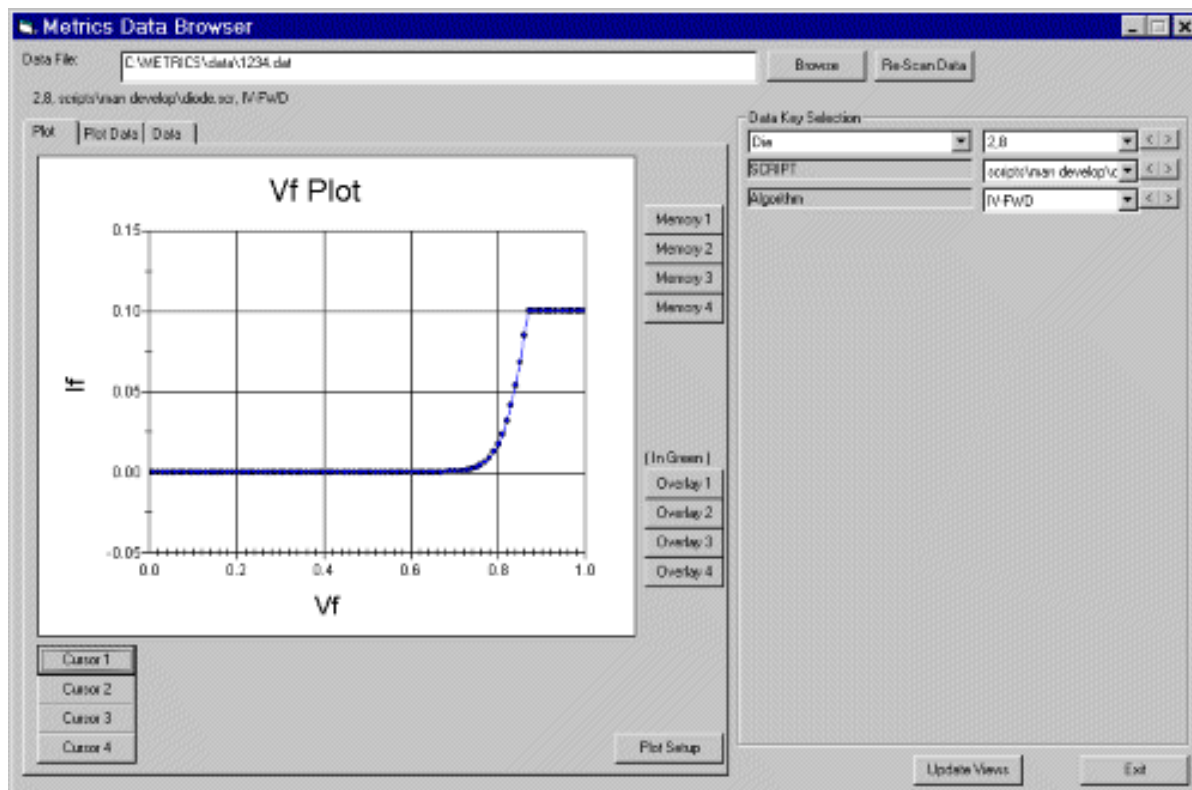 Metrics Data Browser
Data File: C:\METRICS\data\1234.dat Browse Re-Scan Data
2,8, scripts\man develop\diode.scr, IV-FWD
Plot Plot Data Data
Data Key Selection
Die 2,8 < >
SCRIPT scripts\man develop\c < >
Algorithm IV-FWD < >
Vf Plot
Memory 1
Memory 2
Memory 3
Memory 4
0.15
0.10
0.05
0.00
-0.05
If
0.0 0.2 0.4 0.6 0.8 1.0
Vf
( In Green )
Overlay 1
Overlay 2
Overlay 3
Overlay 4
Cursor 1
Cursor 2
Cursor 3
Cursor 4
Plot Setup
Update Views Exit